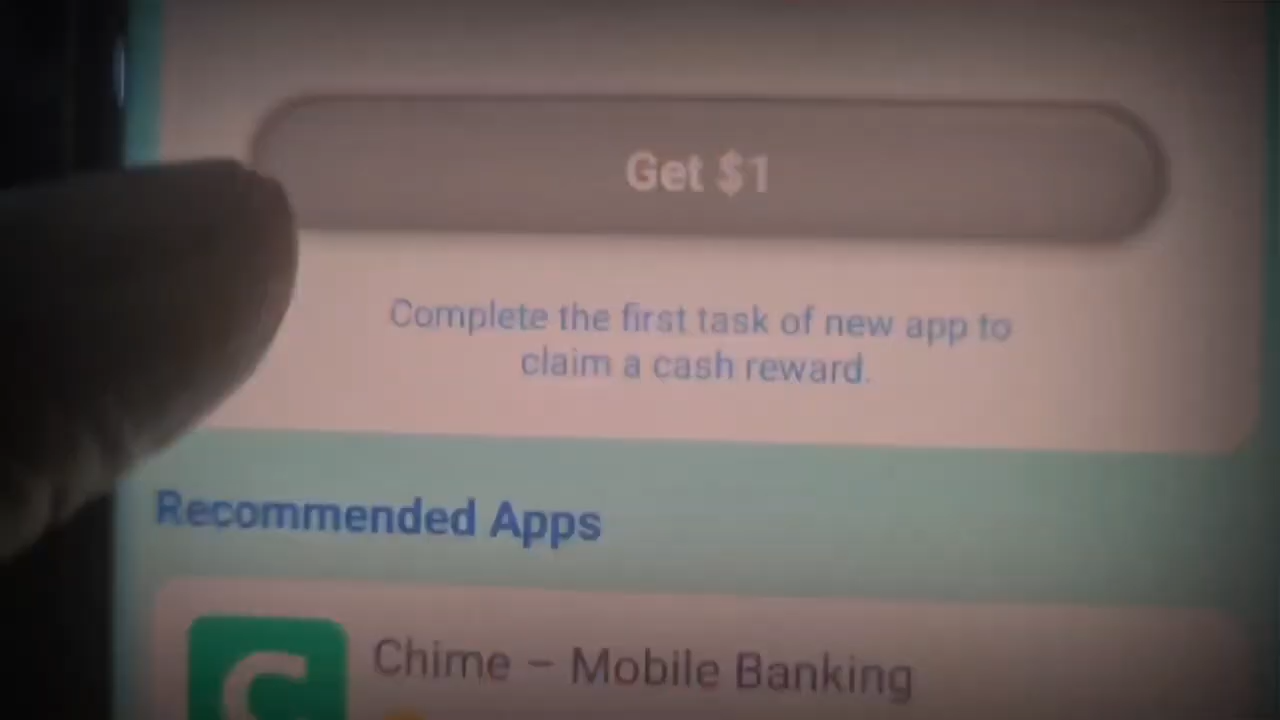 Get $1
Complete the first task of new app to
claim a cash reward.
Recommended Apps
Chime – Mobile Banking